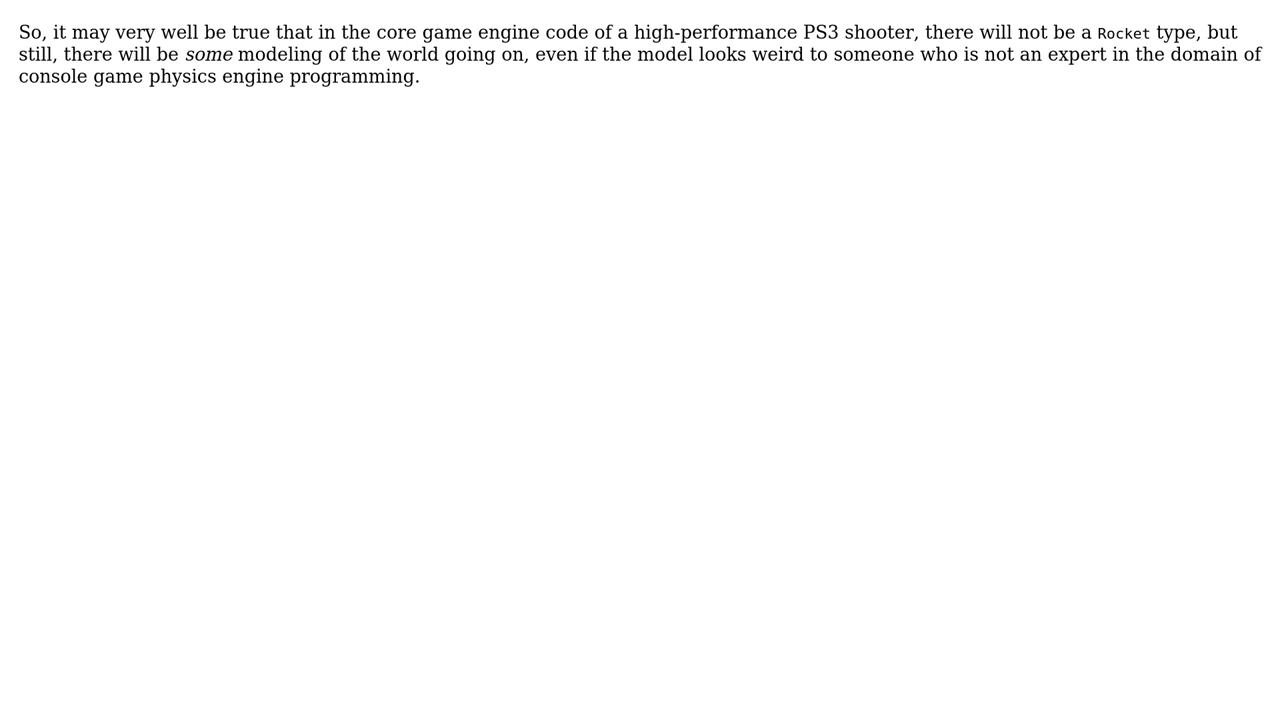 So, it may very well be true that in the core game engine code of a high-performance PS3 shooter, there will not be a Rocket type, but
still, there will be some modeling of the world going on, even if the model looks weird to someone who is not an expert in the domain of
console game physics engine programming.